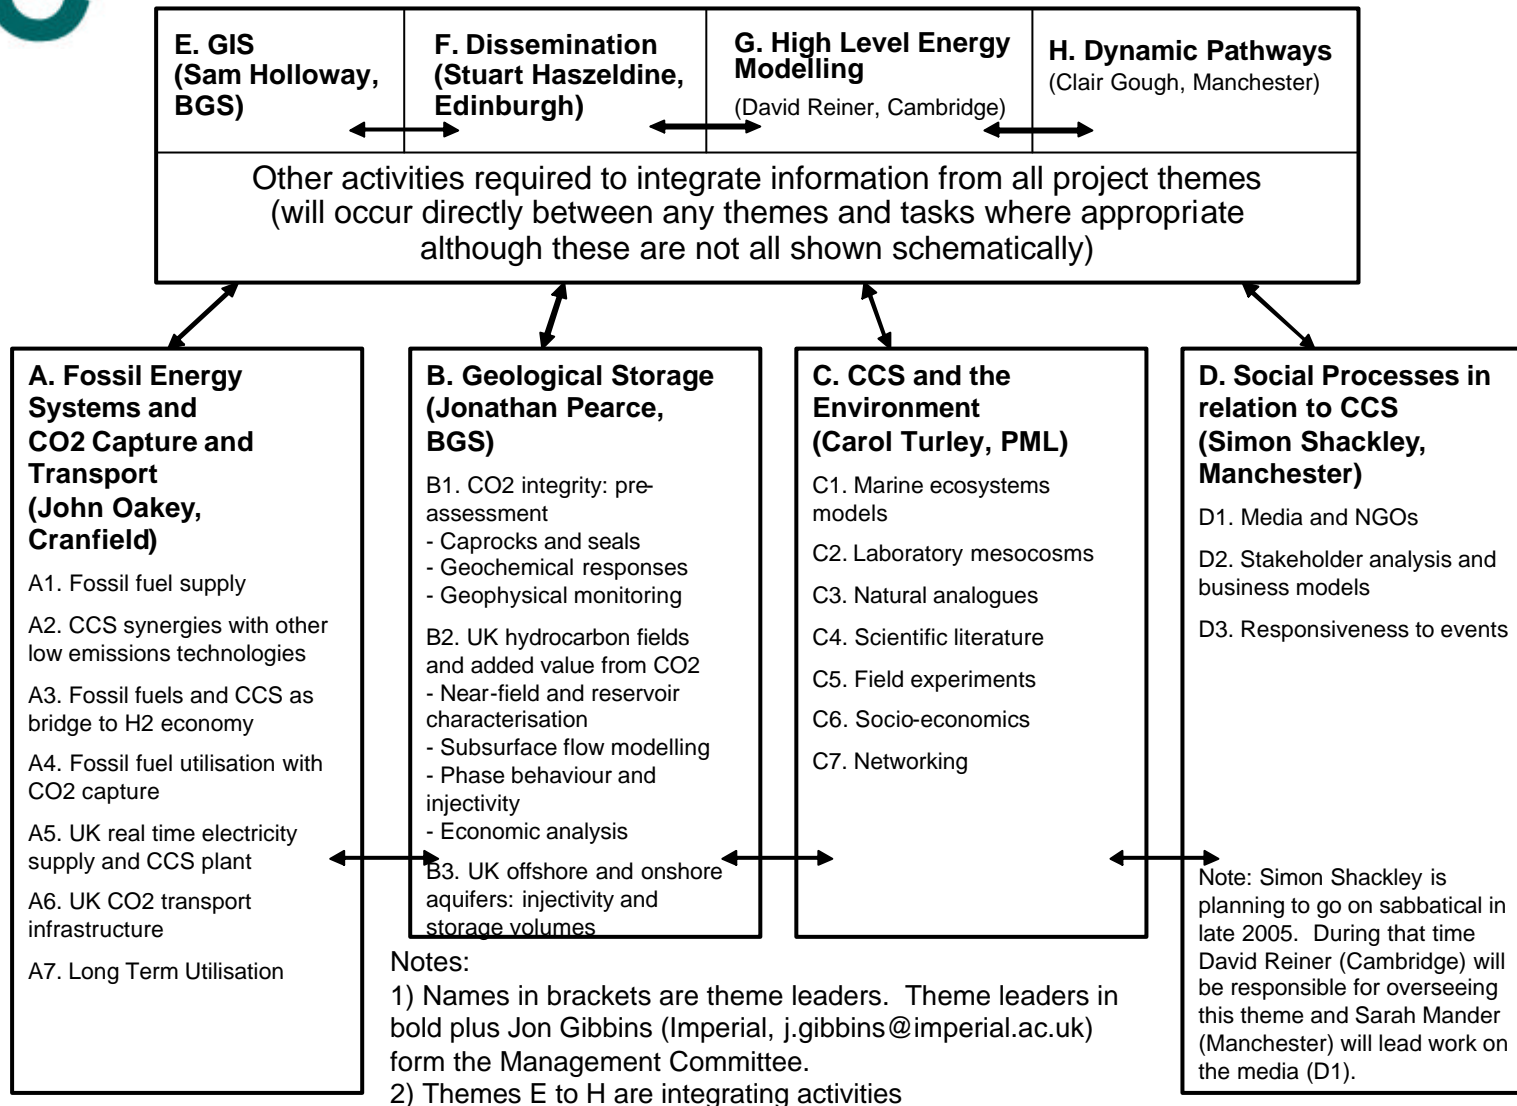 E. GIS
(Sam Holloway,
BGS)
F. Dissemination
(Stuart Haszeldine,
Edinburgh)
G. High Level Energy
Modelling
(David Reiner, Cambridge)
H. Dynamic Pathways
(Clair Gough, Manchester)
Other activities required to integrate information from all project themes
(will occur directly between any themes and tasks where appropriate
although these are not all shown schematically)
A. Fossil Energy
Systems and
CO2 Capture and
Transport
(John Oakey,
Cranfield)
A1. Fossil fuel supply
A2. CCS synergies with other
low emissions technologies
A3. Fossil fuels and CCS as
bridge to H2 economy
A4. Fossil fuel utilisation with
CO2 capture
A5. UK real time electricity
supply and CCS plant
A6. UK CO2 transport
infrastructure
A7. Long Term Utilisation
B. Geological Storage
(Jonathan Pearce,
BGS)
B1. CO2 integrity: pre-
assessment
- Caprocks and seals
- Geochemical responses
- Geophysical monitoring
B2. UK hydrocarbon fields
and added value from CO2
- Near-field and reservoir
characterisation
- Subsurface flow modelling
- Phase behaviour and
injectivity
- Economic analysis
B3. UK offshore and onshore
aquifers: injectivity and
storage volumes
C. CCS and the
Environment
(Carol Turley, PML)
C1. Marine ecosystems
models
C2. Laboratory mesocosms
C3. Natural analogues
C4. Scientific literature
C5. Field experiments
C6. Socio-economics
C7. Networking
D. Social Processes in
relation to CCS
(Simon Shackley,
Manchester)
D1. Media and NGOs
D2. Stakeholder analysis and
business models
D3. Responsiveness to events
Note: Simon Shackley is
planning to go on sabbatical in
late 2005. During that time
David Reiner (Cambridge) will
be responsible for overseeing
this theme and Sarah Mander
(Manchester) will lead work on
the media (D1).
Notes:
1) Names in brackets are theme leaders. Theme leaders in
bold plus Jon Gibbins (Imperial, j.gibbins@imperial.ac.uk)
form the Management Committee.
2) Themes E to H are integrating activities